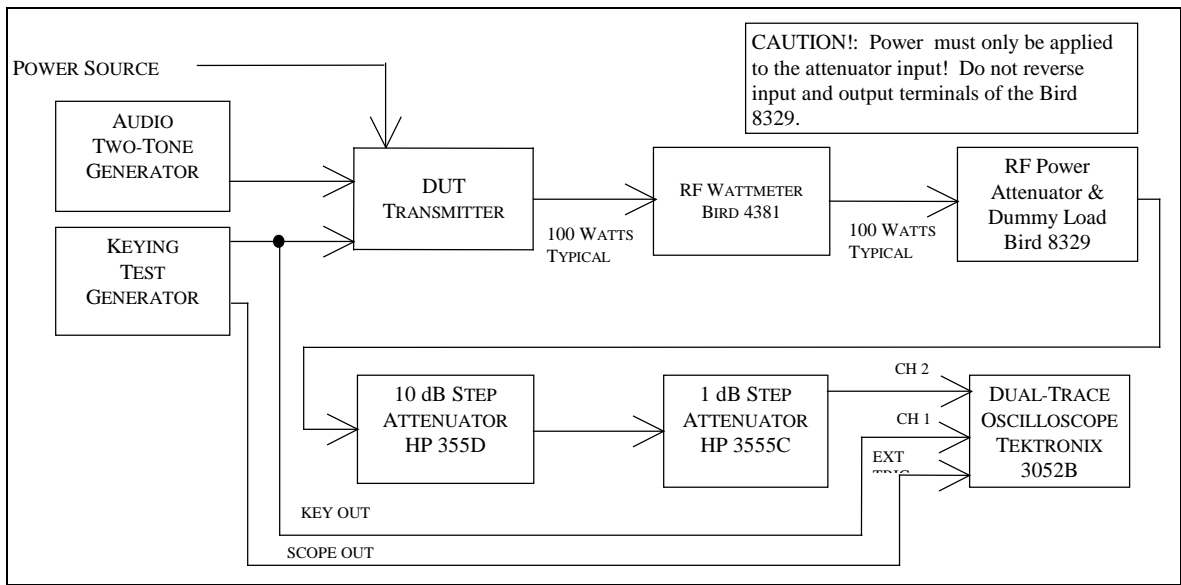 CAUTION!: Power must only be applied
to the attenuator input! Do not reverse
input and output terminals of the Bird
8329.
POWER SOURCE
AUDIO
TWO-TONE
GENERATOR
DUT
TRANSMITTER
RF WATTMETER
BIRD 4381
RF Power
Attenuator &
Dummy Load
Bird 8329
100 WATTS
TYPICAL
100 WATTS
TYPICAL
KEYING
TEST
GENERATOR
10 dB STEP
ATTENUATOR
HP 355D
1 dB STEP
ATTENUATOR
HP 3555C
CH 2
CH 1
EXT
TRIG
DUAL-TRACE
OSCILLOSCOPE
TEKTRONIX
3052B
KEY OUT
SCOPE OUT